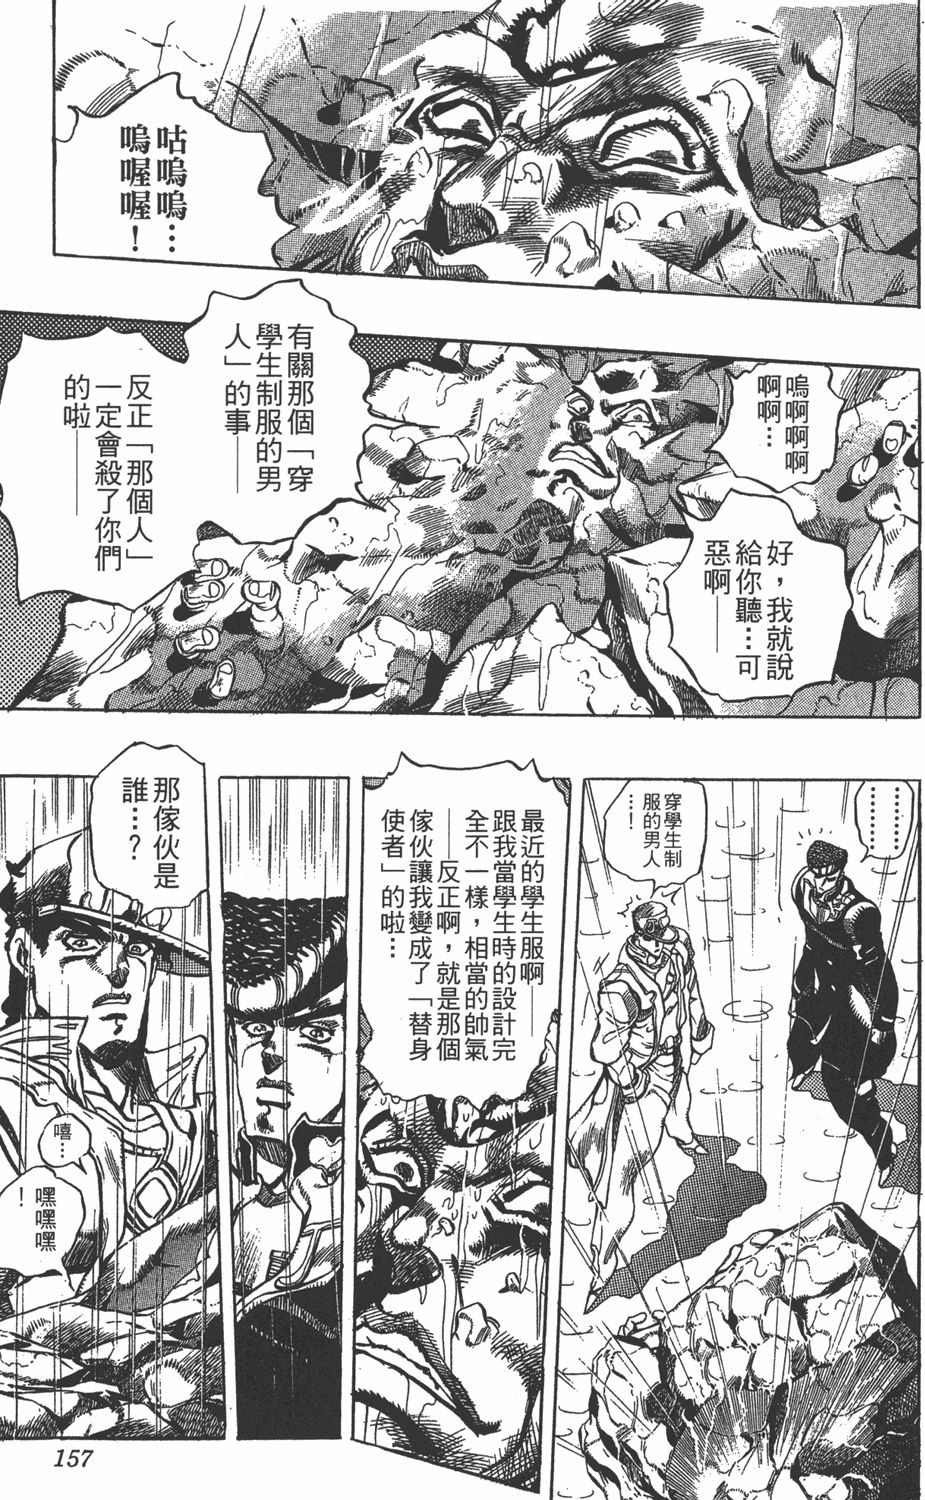 咕嗚嗚…
嗚喔喔！
嗚啊啊啊
啊啊…
好，我就說
給你聽…可
惡啊——
有關那個「穿
學生制服的男
人」的事——
反正「那個人」
一定會殺了你們
的啦——
………
穿學生制
服的男人
…！
最近的學生服啊——
跟我當學生時的設計完
全不一樣，相當的帥氣
——反正啊，就是那個
傢伙讓我變成了「替身
使者」的啦…
那傢伙是
誰…？
嘻…
嘿嘿嘿
！
157